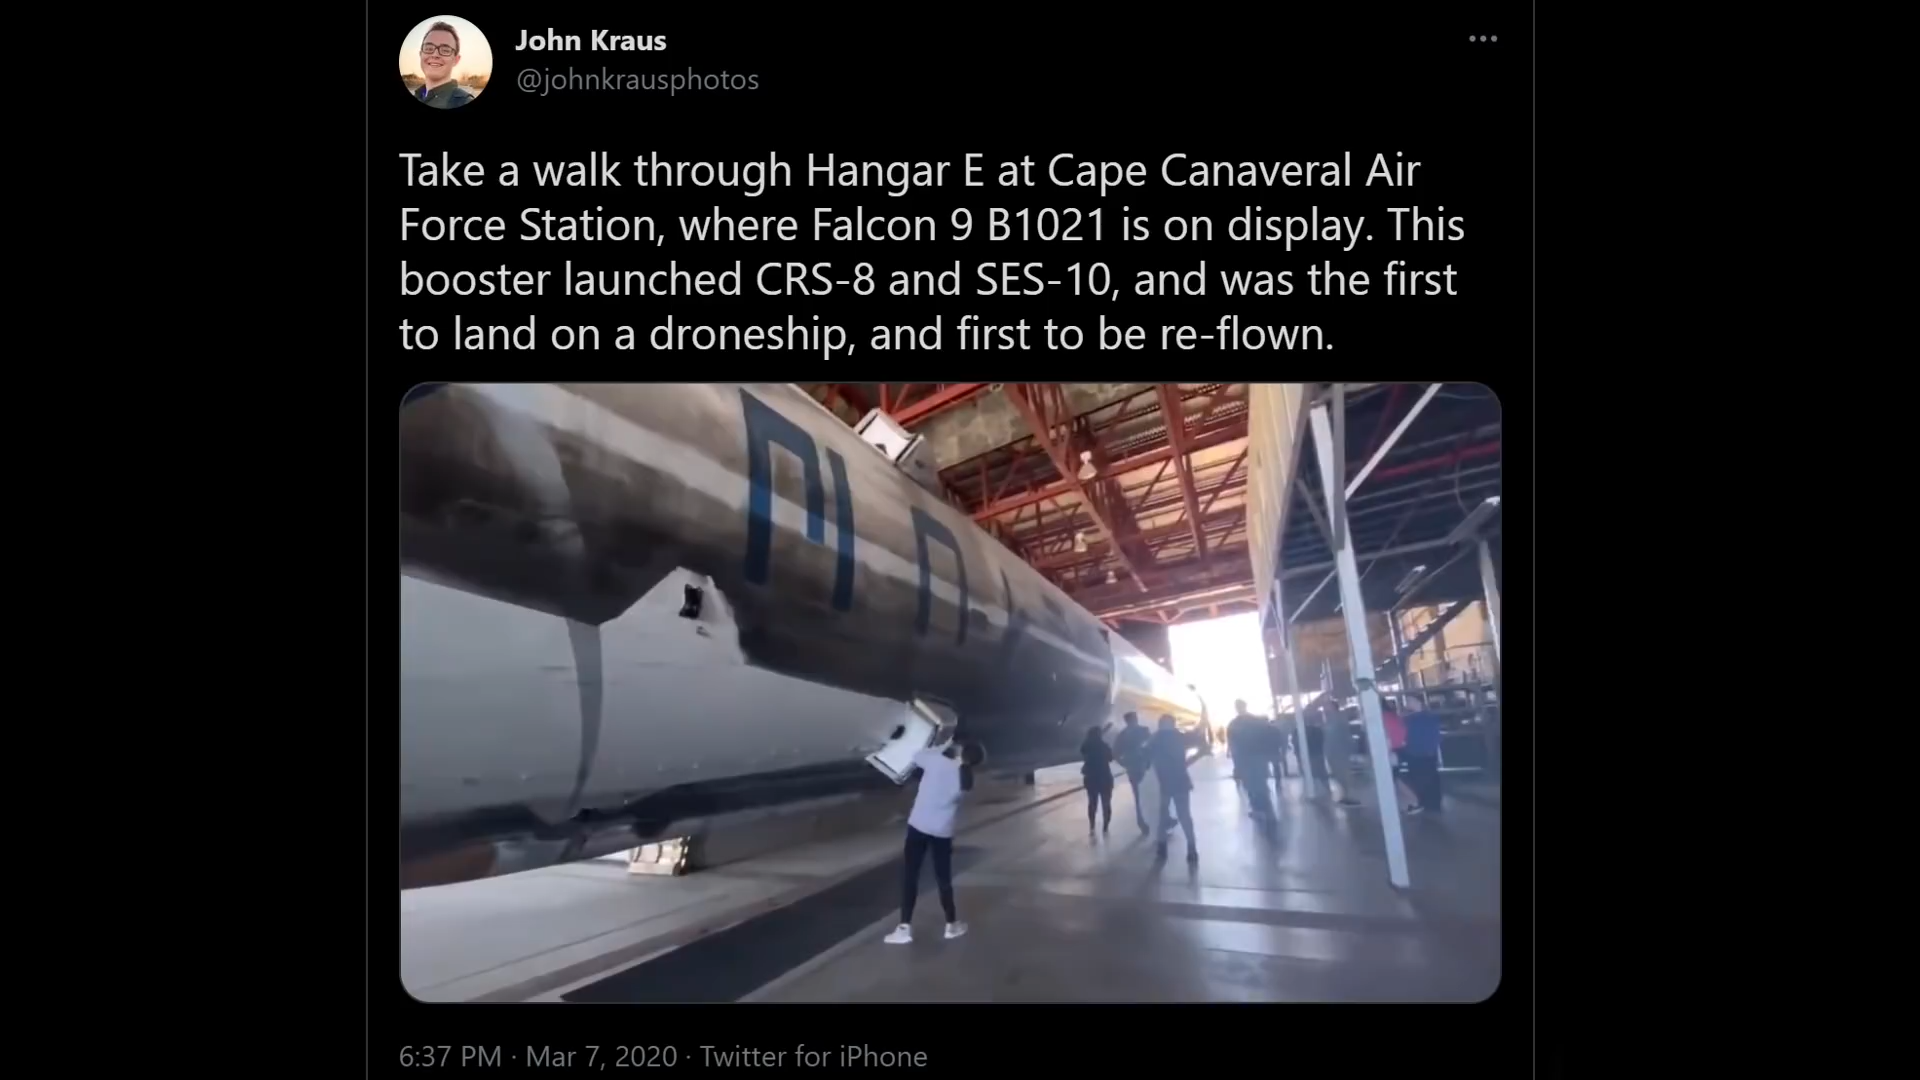 John Kraus
@johnkrausphotos
Take a walk through Hangar E at Cape Canaveral Air
Force Station, where Falcon 9 B1021 is on display. This
booster launched CRS-8 and SES-10, and was the first
to land on a droneship, and first to be re-flown.
6:37 PM · Mar 7, 2020 · Twitter for iPhone